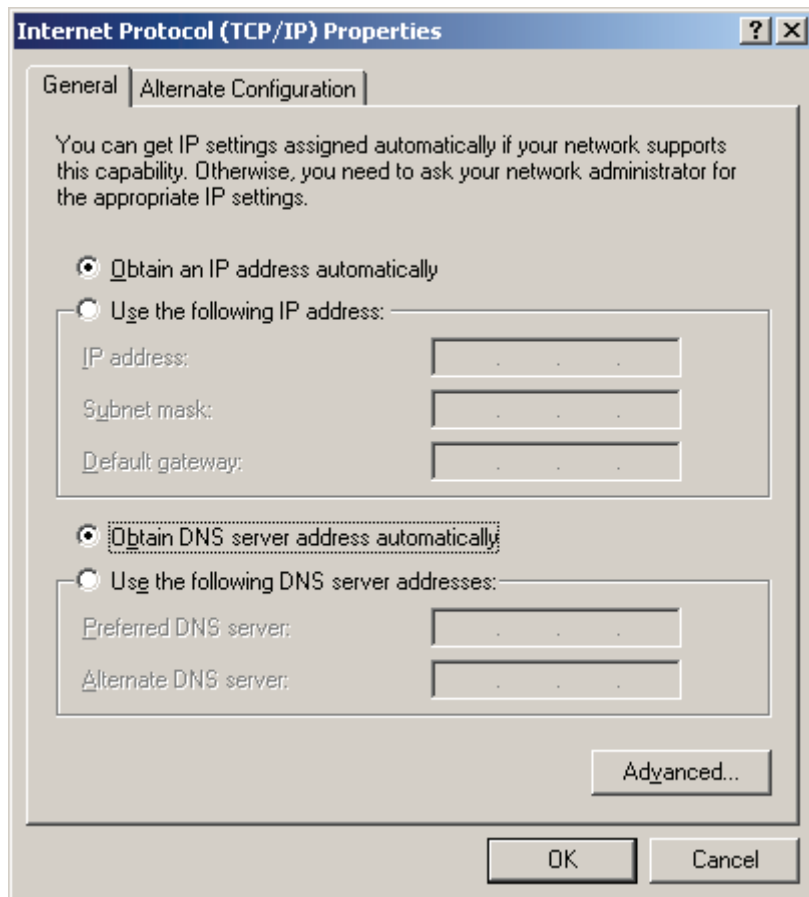 Internet Protocol (TCP/IP) Properties
General
Alternate Configuration
You can get IP settings assigned automatically if your network supports
this capability. Otherwise, you need to ask your network administrator for
the appropriate IP settings.
Obtain an IP address automatically
Use the following IP address:
IP address:
Subnet mask:
Default gateway:
Obtain DNS server address automatically
Use the following DNS server addresses:
Preferred DNS server:
Alternate DNS server:
Advanced...
OK
Cancel